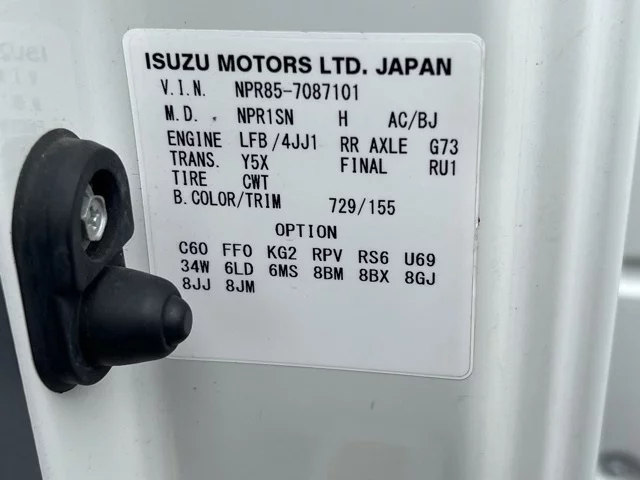 ISUZU MOTORS LTD. JAPAN
V.I.N. NPR85-7087101
M.D. NPR1SN H AC/BJ
ENGINE LFB/4JJ1 RR AXLE G73
TRANS. Y5X FINAL RU1
TIRE CWT
B.COLOR/TRIM 729/155
OPTION
C60 FF0 KG2 RPV RS6 U69
34W 6LD 6MS 8BM 8BX 8GJ
8JJ 8JM